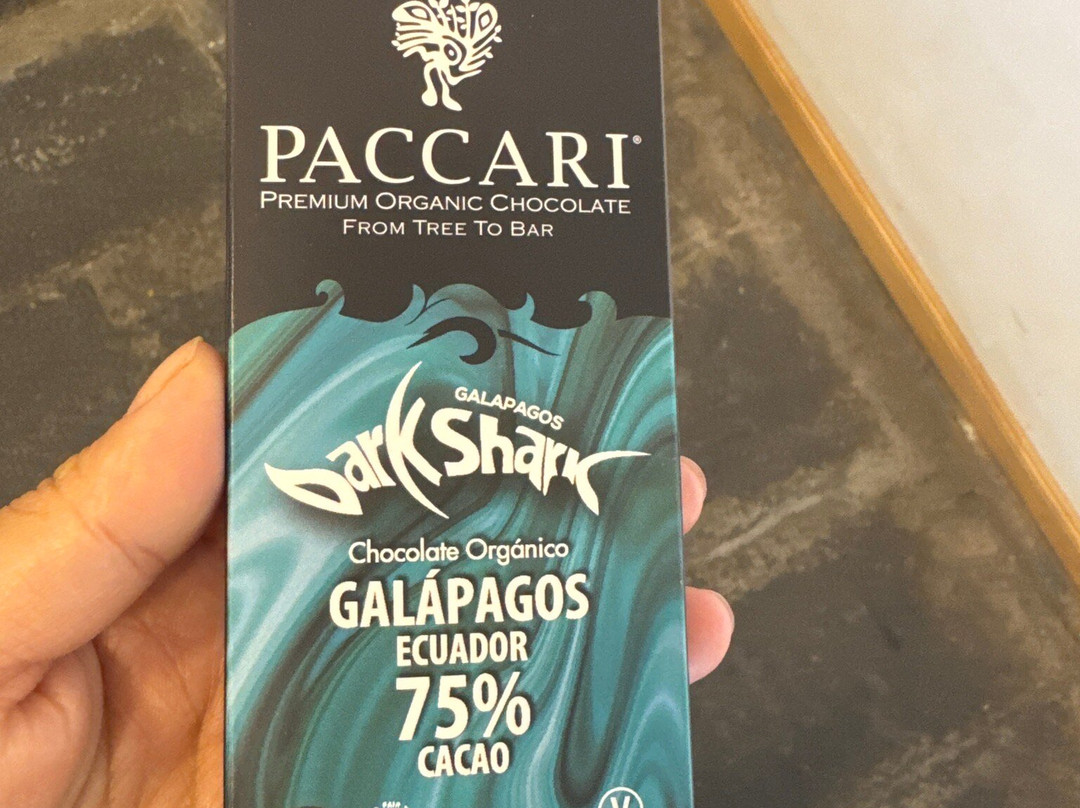 PACCARI®
PREMIUM ORGANIC CHOCOLATE
FROM TREE TO BAR
GALAPAGOS
Dark Shark
Chocolate Orgánico
GALÁPAGOS
ECUADOR
75%
CACAO
V